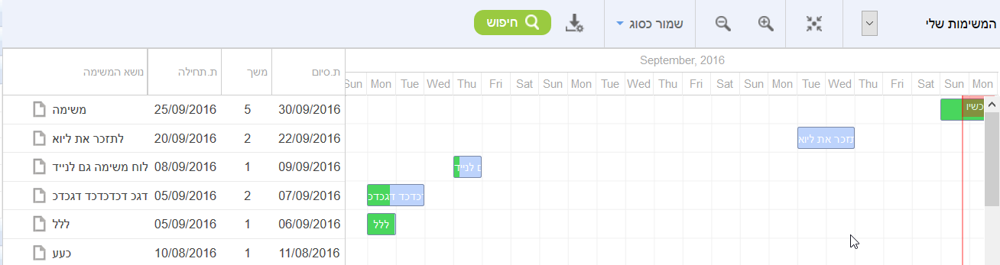 המשימות שלי
שמור כסוג
חיפוש
נושא המשימה ת.תחילה משך ת.סיום
September, 2016
Sun Mon Tue Wed Thu Fri Sat Sun Mon Tue Wed Thu Fri Sat Sun Mon Tue Wed Thu Fri Sat Sun Mon
משימה 25/09/2016 5 30/09/2016 כשיו
לתזכר את ליוא 20/09/2016 2 22/09/2016 תזכר את ליוא
לוח משימה גם לנייד 08/09/2016 1 09/09/2016 ם לנייד
דגכ דכדכדכד דגכדכ 05/09/2016 2 07/09/2016 דכדכד דגכדכ
ללל 05/09/2016 1 06/09/2016 ללל
כעע 10/08/2016 1 11/08/2016